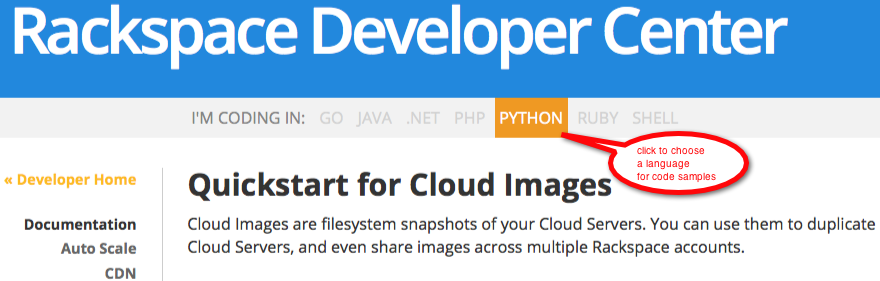 Rackspace Developer Center
I'M CODING IN: GO JAVA .NET PHP PYTHON RUBY SHELL
click to choose
a language
for code samples
« Developer Home
Documentation
Auto Scale
CDN
Quickstart for Cloud Images
Cloud Images are filesystem snapshots of your Cloud Servers. You can use them to duplicate
Cloud Servers, and even share images across multiple Rackspace accounts.